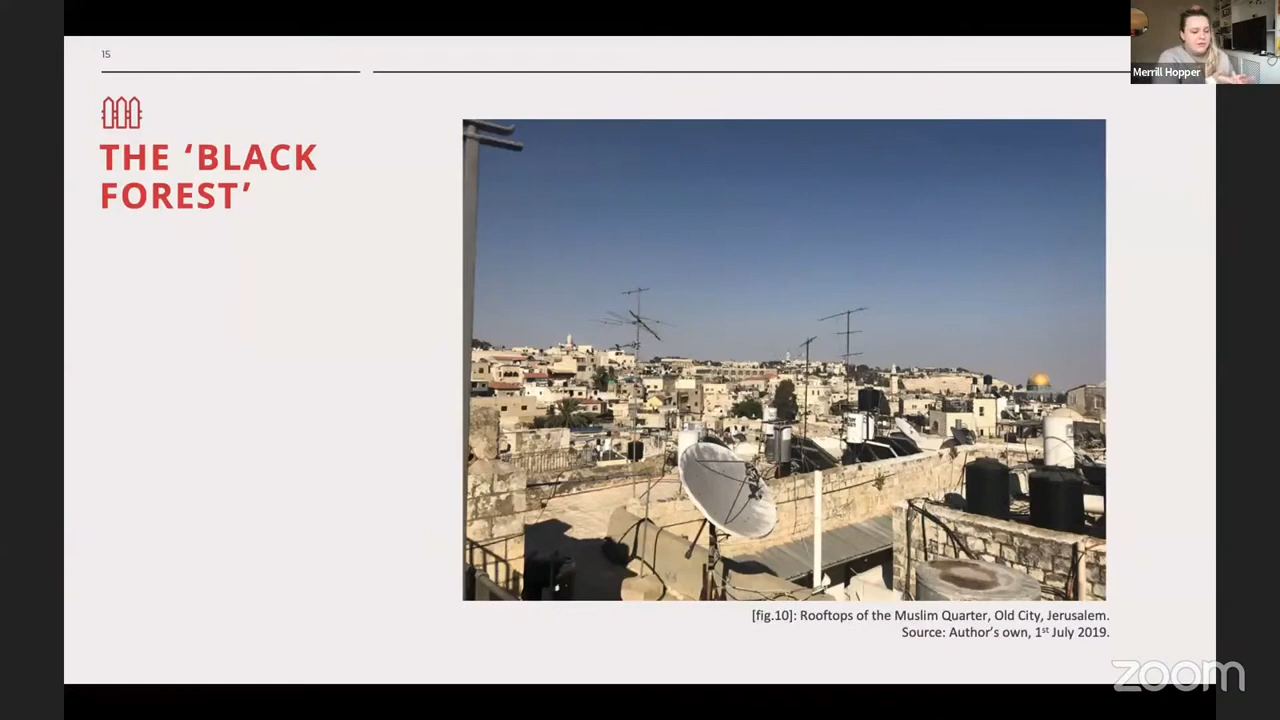 15
Merrill Hopper
THE ‘BLACK
FOREST’
[fig.10]: Rooftops of the Muslim Quarter, Old City, Jerusalem.
Source: Author’s own, 1st July 2019.
zoom